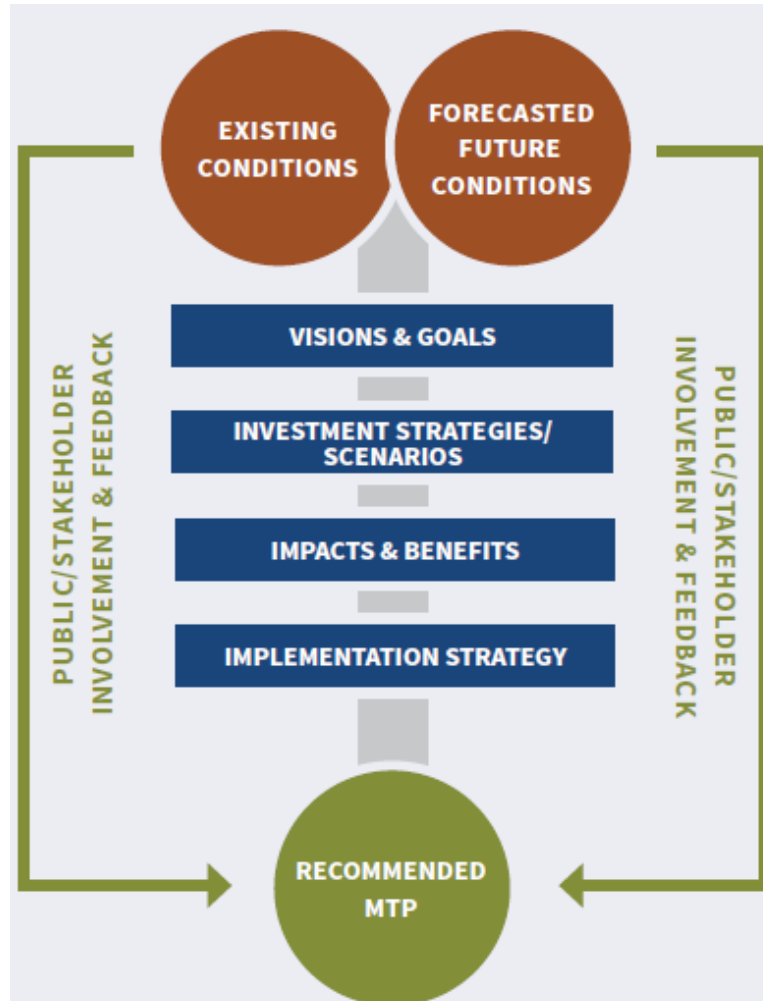 EXISTING
CONDITIONS
FORECASTED
FUTURE
CONDITIONS
VISIONS & GOALS
INVESTMENT STRATEGIES/
SCENARIOS
IMPACTS & BENEFITS
IMPLEMENTATION STRATEGY
PUBLIC/STAKEHOLDER
INVOLVEMENT & FEEDBACK
PUBLIC/STAKEHOLDER
INVOLVEMENT & FEEDBACK
RECOMMENDED
MTP